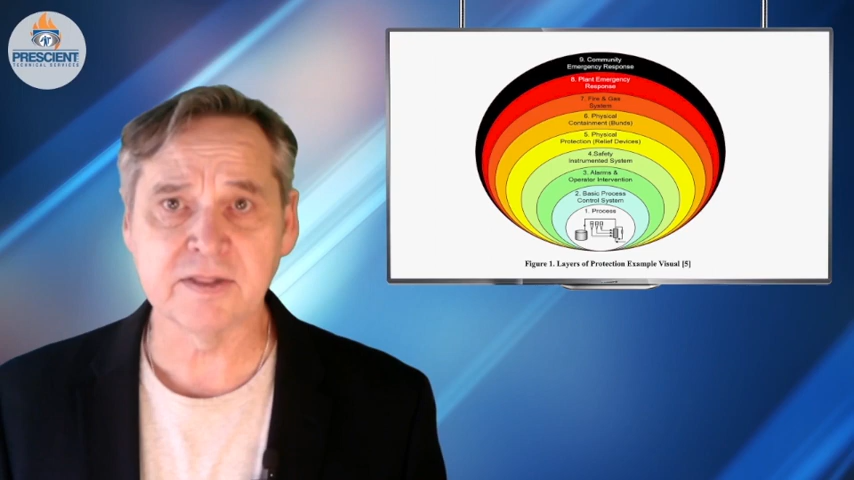 PRESCIENT
TECHNICAL SERVICES
9. Community
Emergency Response
8. Plant Emergency
Response
7. Fire & Gas
System
6. Physical
Containment (Bunds)
5. Physical
Protection (Relief Devices)
4.Safety
Instrumented System
3. Alarms &
Operator Intervention
2. Basic Process
Control System
1. Process
Figure 1. Layers of Protection Example Visual [5]